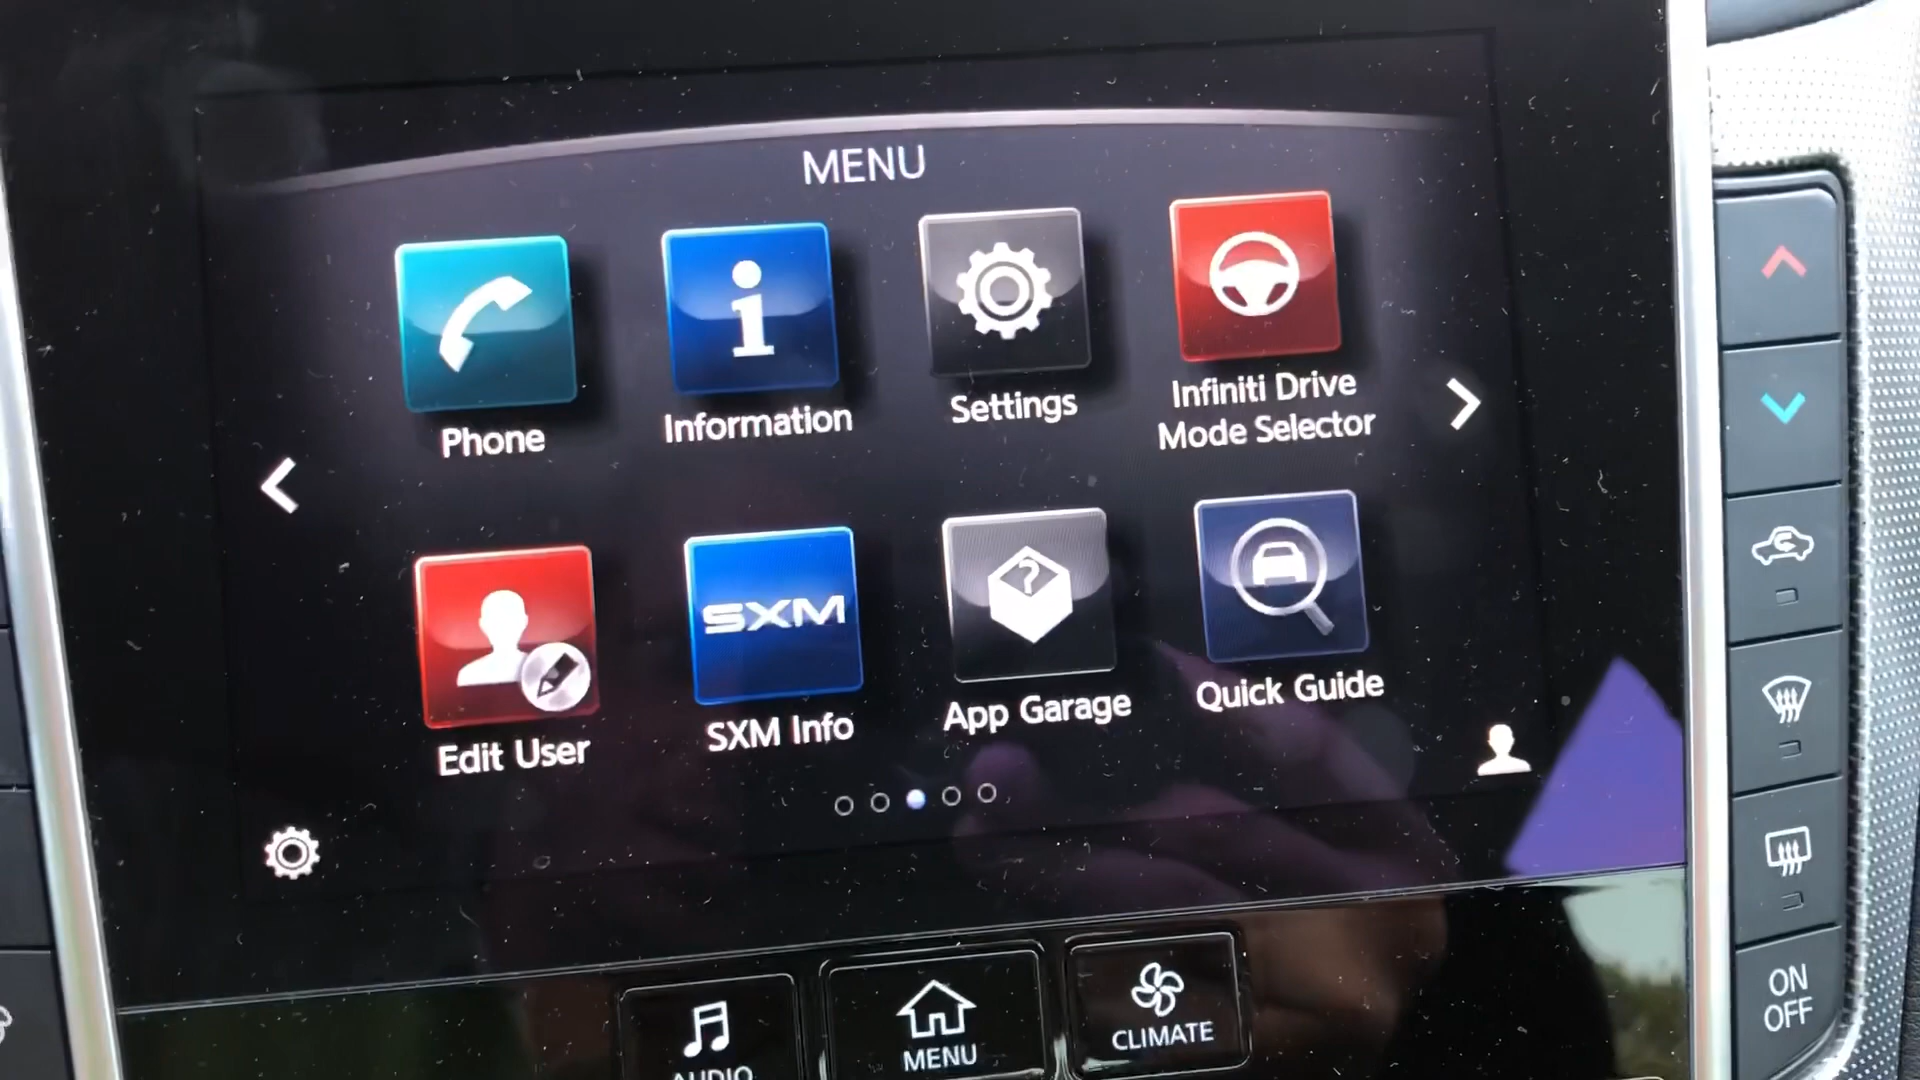 MENU
Phone
Information
Settings
Infiniti Drive
Mode Selector
SXM
Edit User
SXM Info
App Garage
Quick Guide
AUDIO
MENU
CLIMATE
ON
OFF